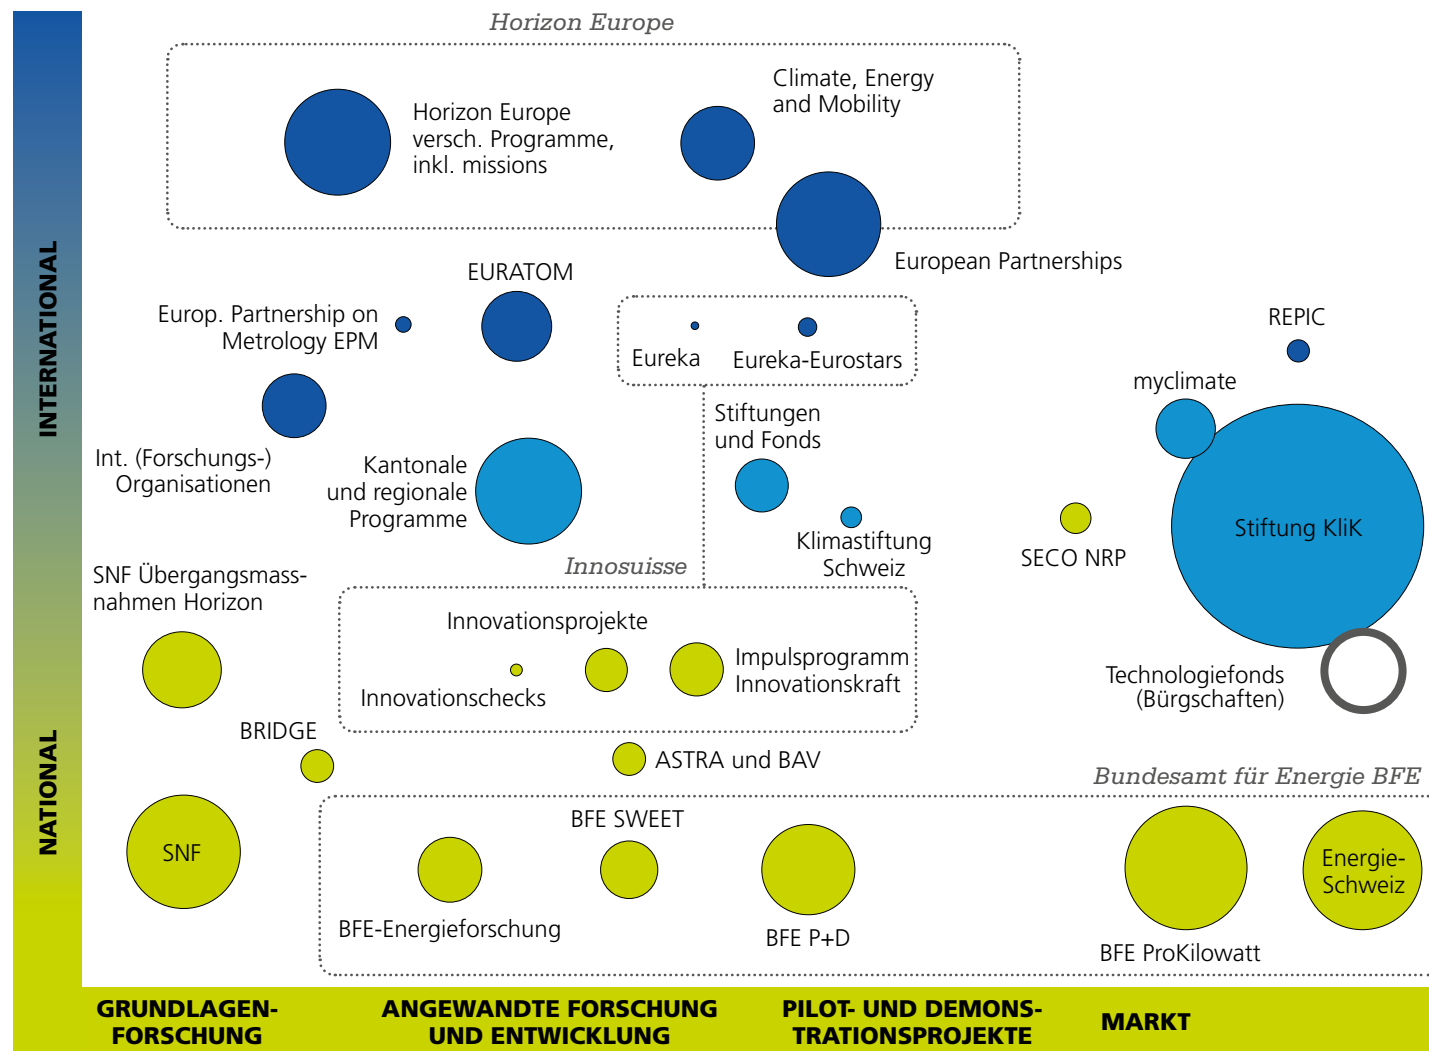 Horizon Europe
Climate, Energy
and Mobility
Horizon Europe
versch. Programme,
inkl. missions
European Partnerships
EURATOM
Europ. Partnership on
Metrology EPM
Eureka
Eureka-Eurostars
REPIC
myclimate
Int. (Forschungs-)
Organisationen
Kantonale
und regionale
Programme
Stiftungen
und Fonds
Klimastiftung
Schweiz
SECO NRP
Stiftung KliK
Innosuisse
SNF Übergangsmass-
nahmen Horizon
Innovationsprojekte
Innovationschecks
Impulsprogramm
Innovationskraft
Technologiefonds
(Bürgschaften)
BRIDGE
ASTRA und BAV
Bundesamt für Energie BFE
SNF
BFE SWEET
BFE-Energieforschung
BFE P+D
BFE ProKilowatt
Energie-
Schweiz
INTERNATIONAL
NATIONAL
GRUNDLAGEN-
FORSCHUNG
ANGEWANDTE FORSCHUNG
UND ENTWICKLUNG
PILOT- UND DEMONS-
TRATIONSPROJEKTE
MARKT